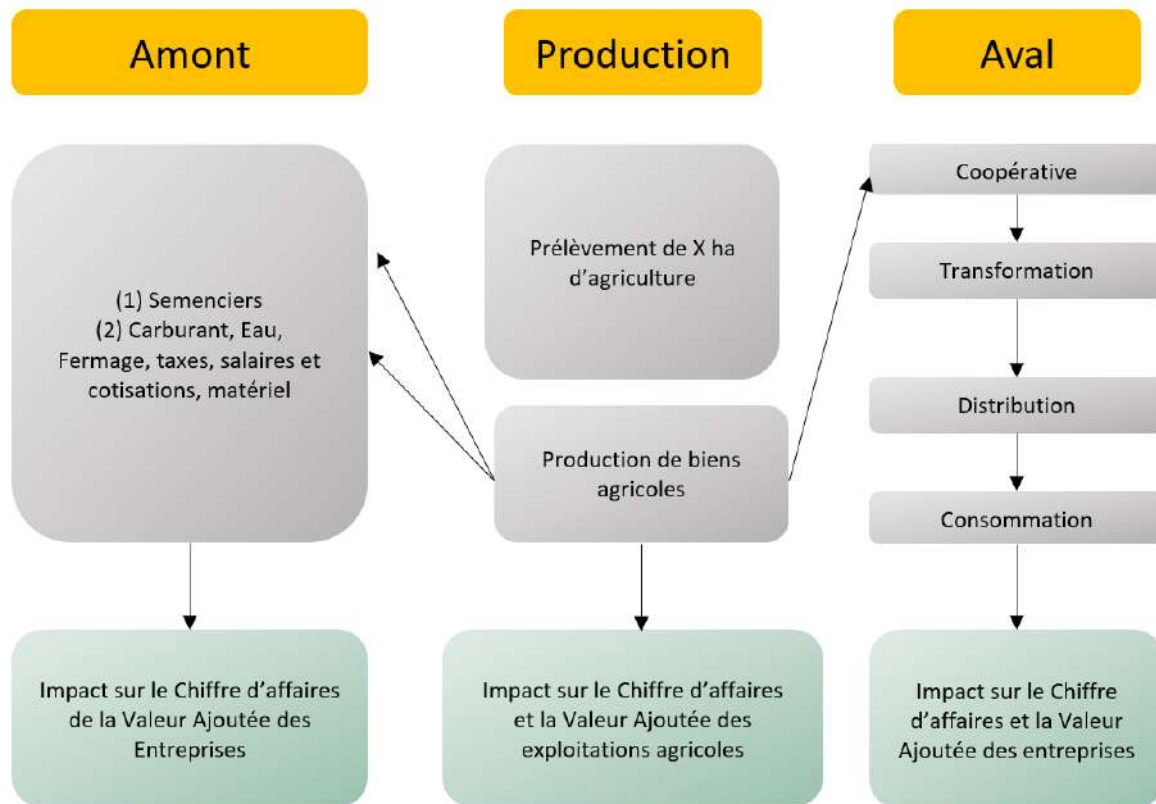 Amont
Production
Aval
(1) Semenciers
(2) Carburant, Eau,
Fermage, taxes, salaires et
cotisations, matériel
Prélèvement de X ha
d’agriculture
Production de biens
agricoles
Coopérative
Transformation
Distribution
Consommation
Impact sur le Chiffre d’affaires
de la Valeur Ajoutée des
Entreprises
Impact sur le Chiffre d’affaires
et la Valeur Ajoutée des
exploitations agricoles
Impact sur le Chiffre
d’affaires et la Valeur
Ajoutée des entreprises